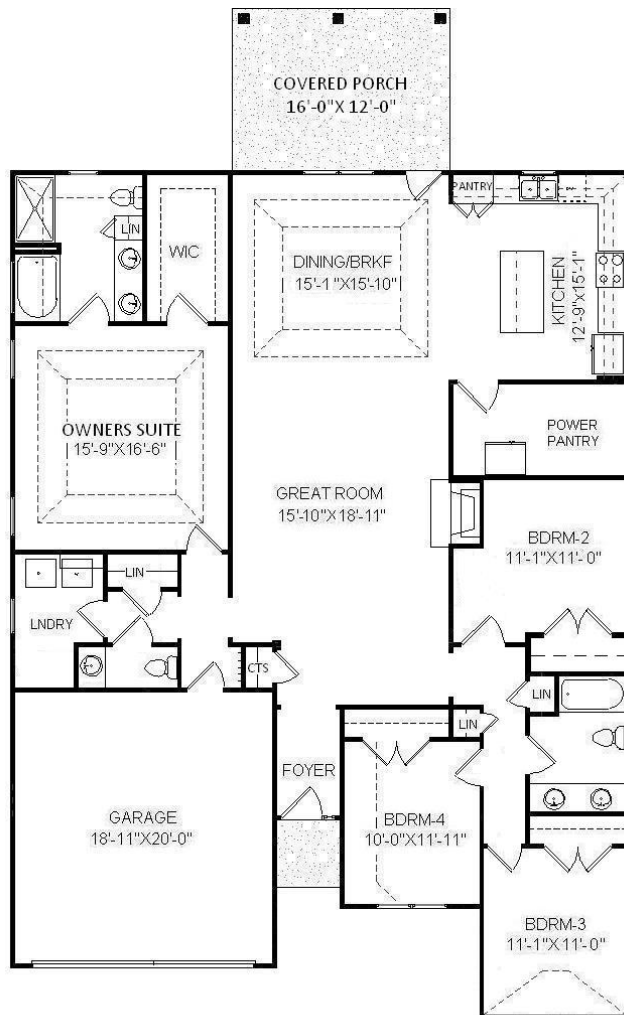 COVERED PORCH
16'-0"X 12'-0"
PANTRY
LIN
WIC
DINING/BRKF
15'-1"X15'-10"
KITCHEN
12'-9"x15'-1"
OWNERS SUITE
15'-9"X16'-6"
POWER
PANTRY
GREAT ROOM
15'-10"X18'-11"
BDRM-2
11'-1"X11'-0"
LIN
LNDRY
CTS
LIN
LIN
FOYER
GARAGE
18'-11"X20'-0"
BDRM-4
10'-0"X11'-11"
BDRM-3
11'-1"X11'-0"